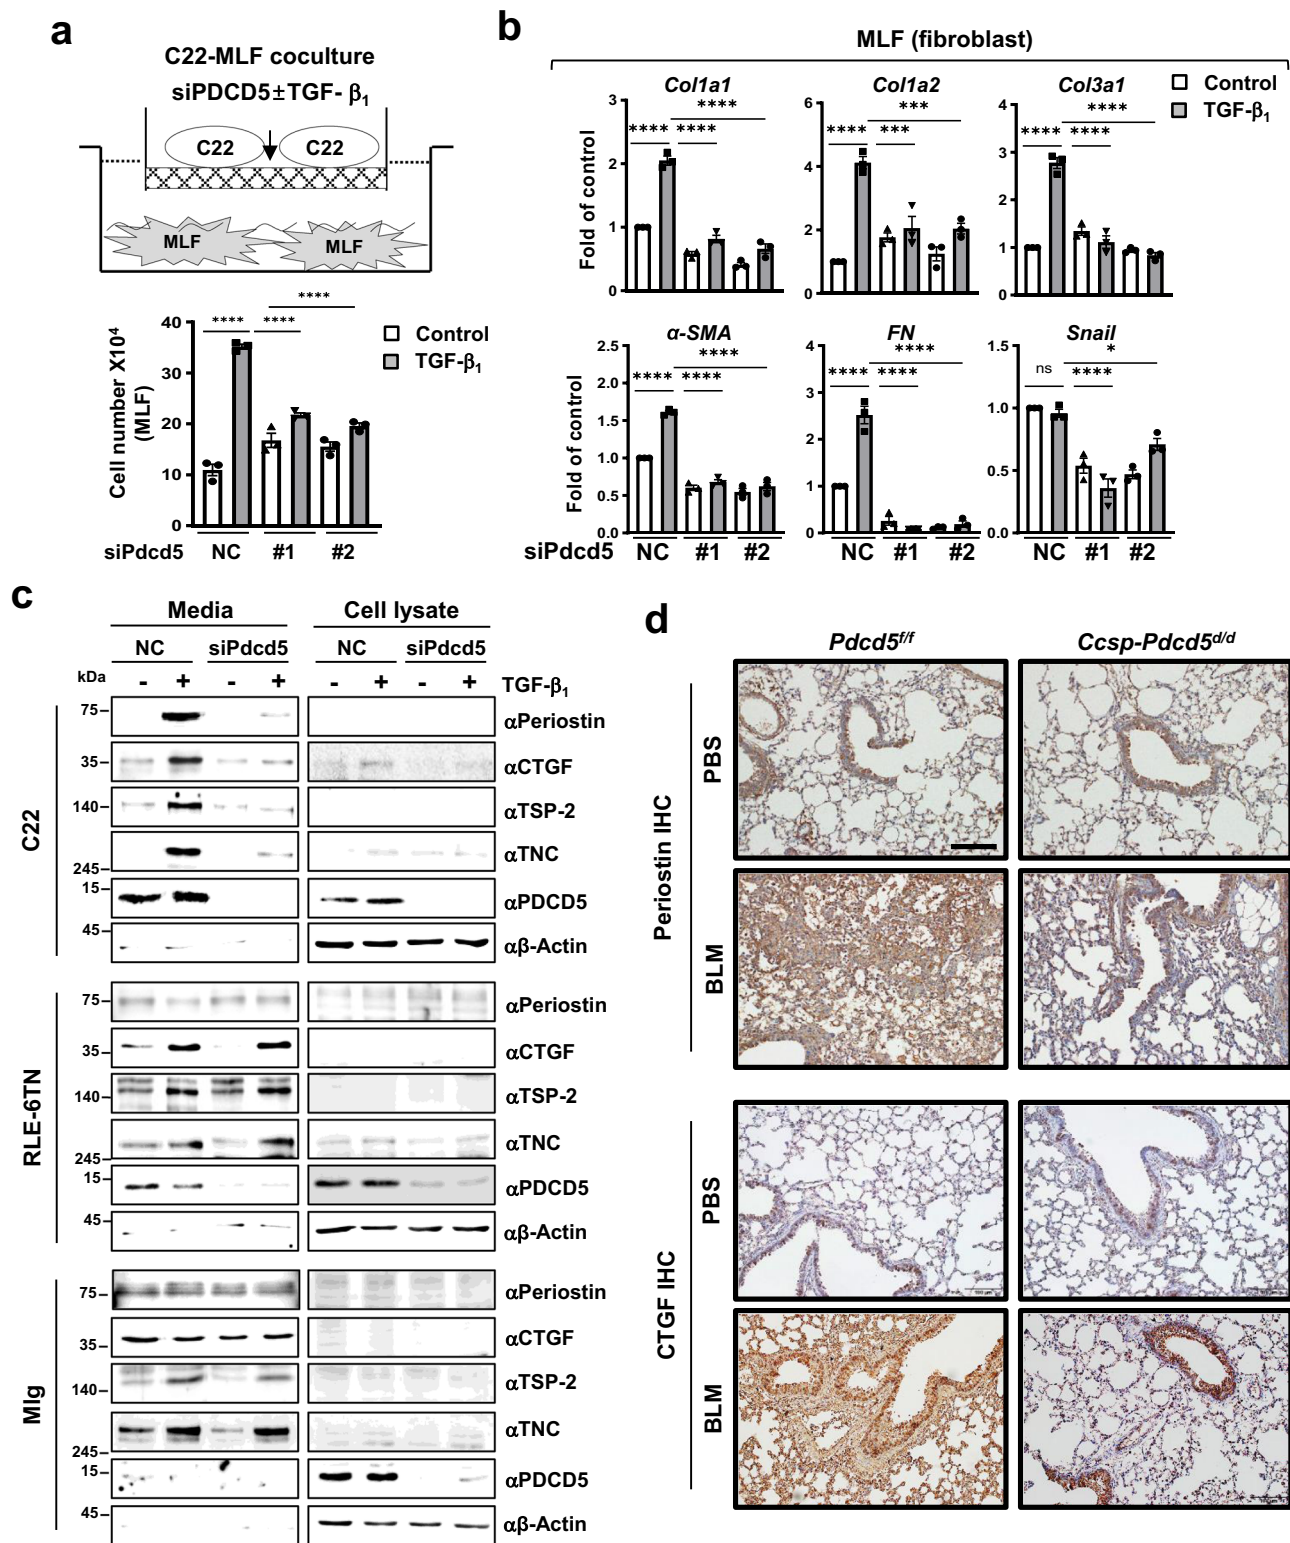 a
C22-MLF coculture
siPDCD5±TGF- β1
C22
C22
MLF
MLF
****
****
****
Control
TGF-β1
Cell number X10⁴
(MLF)
40
30
20
10
0
siPdcd5
NC
#1
#2
b
MLF (fibroblast)
Control
TGF-β1
Col1a1
Fold of control
3
2
1
0
****
****
****
Col1a2
6
4
2
0
***
****
***
Col3a1
4
3
2
1
0
****
****
****
α-SMA
Fold of control
2.5
2.0
1.5
1.0
0.5
0.0
****
****
****
FN
4
3
2
1
0
****
****
****
Snail
1.5
1.0
0.5
0.0
*
ns
****
siPdcd5
NC #1 #2
NC #1 #2
NC #1 #2
c
Media
Cell lysate
NC siPdcd5 NC siPdcd5
kDa
- + - + - + - + TGF-β1
C22
75 αPeriostin
35 αCTGF
140 αTSP-2
245 αTNC
15 αPDCD5
45 αβ-Actin
RLE-6TN
75 αPeriostin
35 αCTGF
140 αTSP-2
245 αTNC
15 αPDCD5
45 αβ-Actin
Mlg
75 αPeriostin
35 αCTGF
140 αTSP-2
245 αTNC
15 αPDCD5
45 αβ-Actin
d
Pdcd5f/f
Ccsp-Pdcd5d/d
Periostin IHC
PBS
BLM
CTGF IHC
PBS
BLM